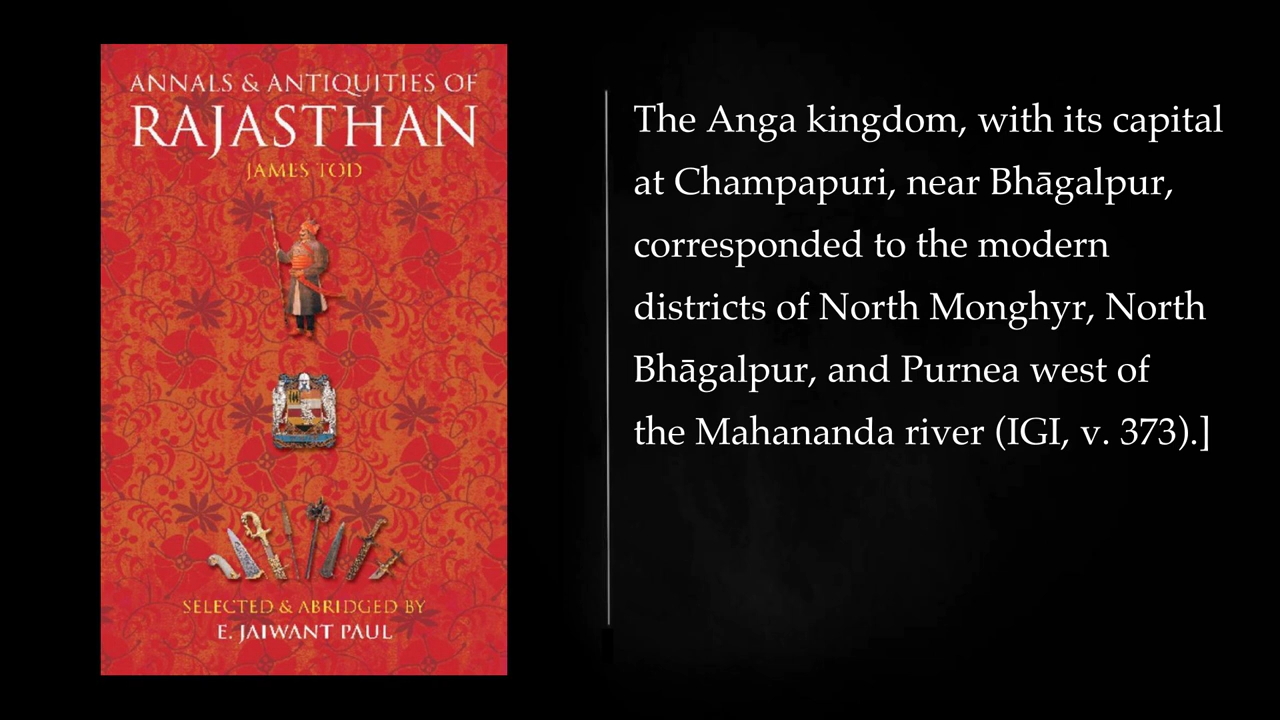 ANNALS & ANTIQUITIES OF
RAJASTHAN
JAMES TOD
SELECTED & ABRIDGED BY
E. JAIWANT PAUL
The Anga kingdom, with its capital
at Champapuri, near Bhāgalpur,
corresponded to the modern
districts of North Monghyr, North
Bhāgalpur, and Purnea west of
the Mahananda river (IGI, v. 373).]